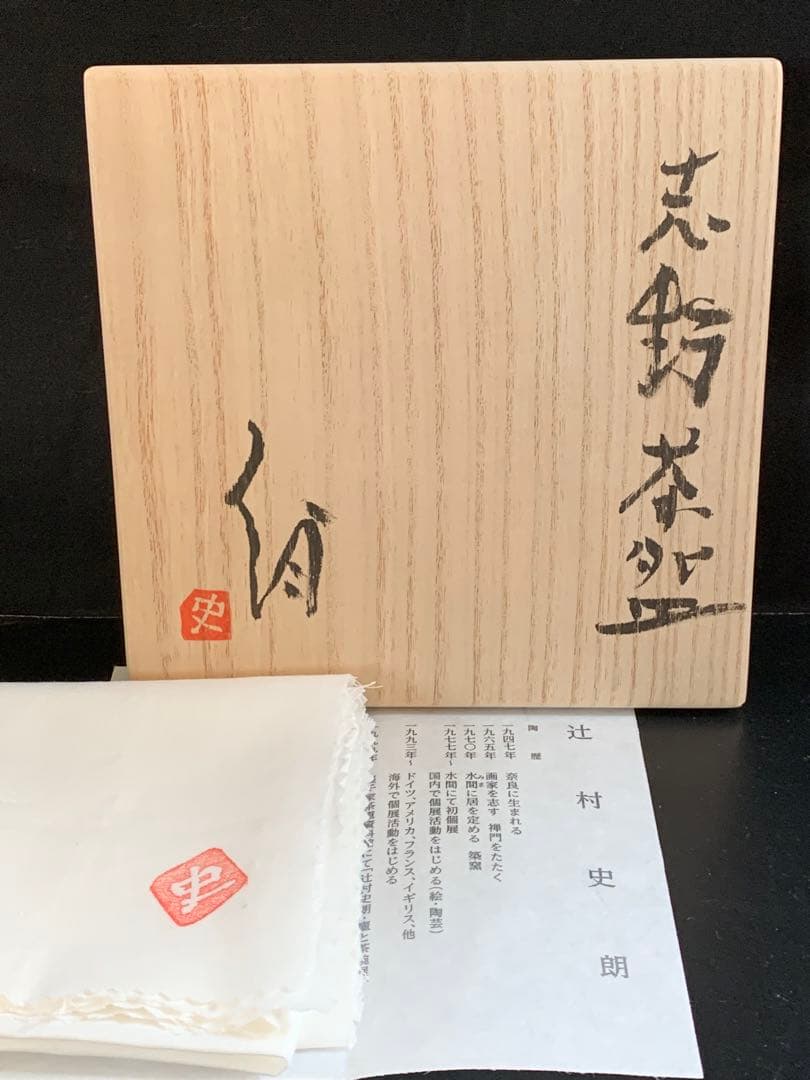 志野茶盌
史
史
辻村史朗
陶歴
一九四七年 奈良に生まれる
一九六五年 画家を志す 禅門をたたく
一九七〇年 水間に居を定める 築窯
みま
一九七七年~ 水間にて初個展
国内で個展活動をはじめる(絵・陶芸)
一九九三年~ ドイツ、アメリカ、フランス、イギリス、他
海外で個展活動をはじめる